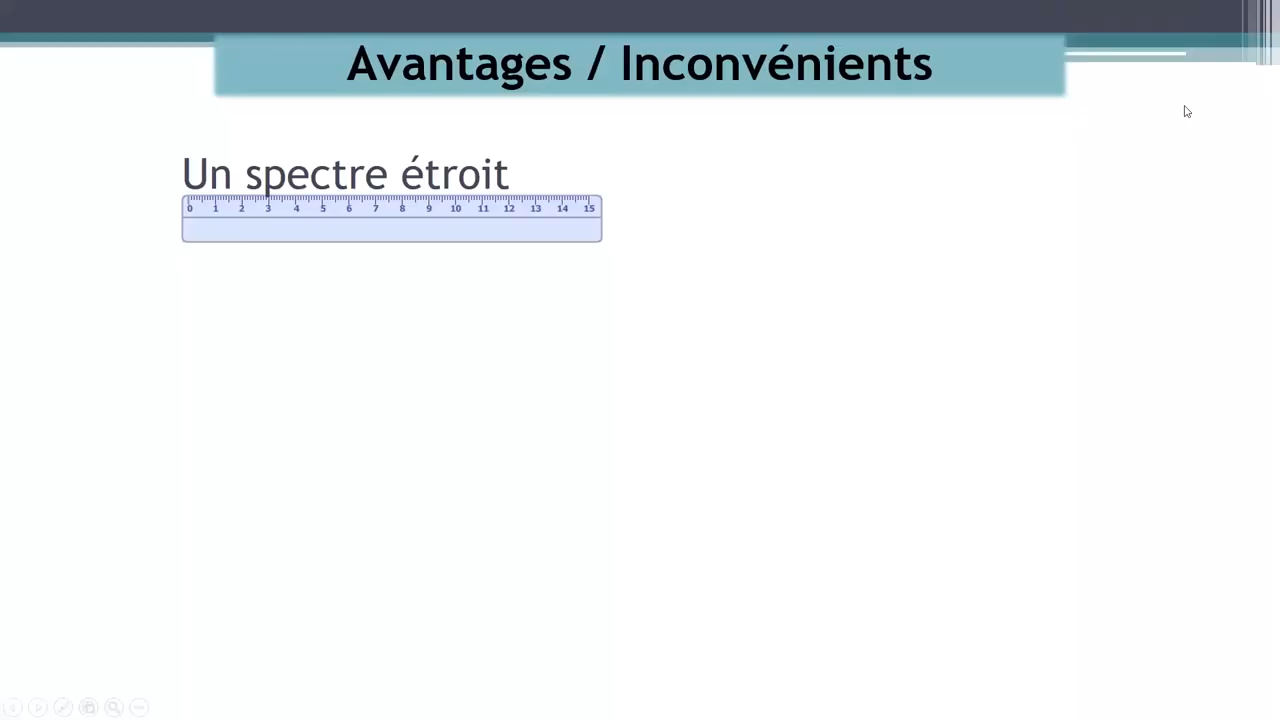 Avantages / Inconvénients
Un spectre étroit
0 1 2 3 4 5 6 7 8 9 10 11 12 13 14 15